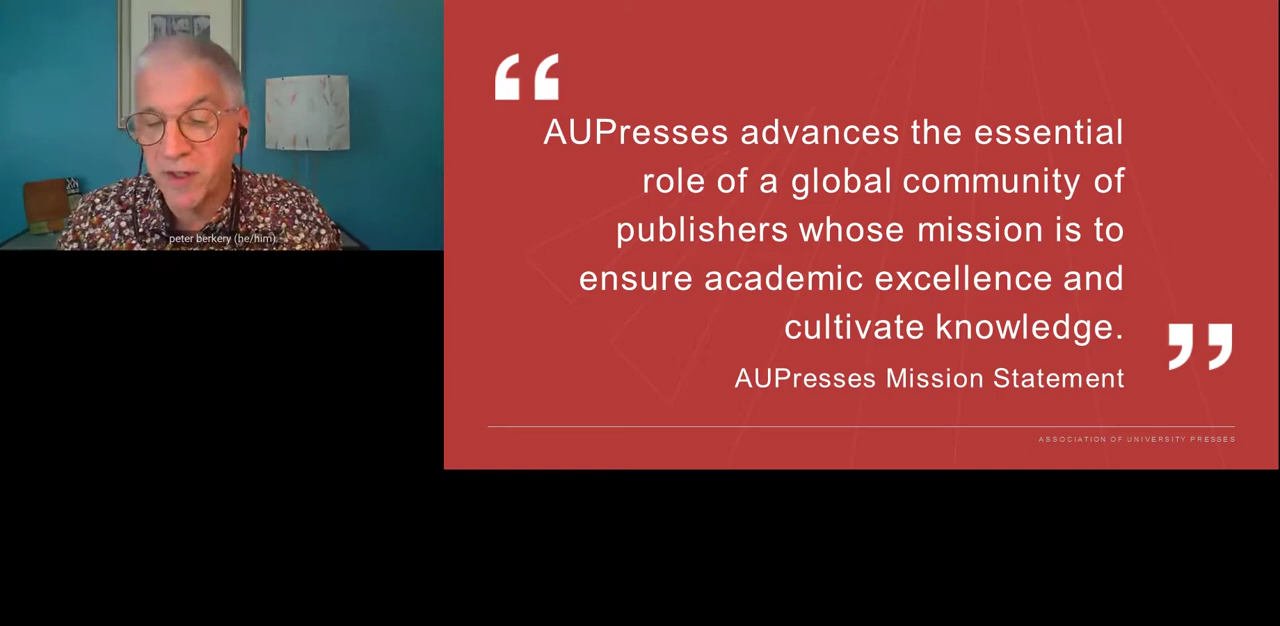 peter berkery (he/him)
AUPresses advances the essential
role of a global community of
publishers whose mission is to
ensure academic excellence and
cultivate knowledge.
AUPresses Mission Statement
ASSOCIATION OF UNIVERSITY PRESSES